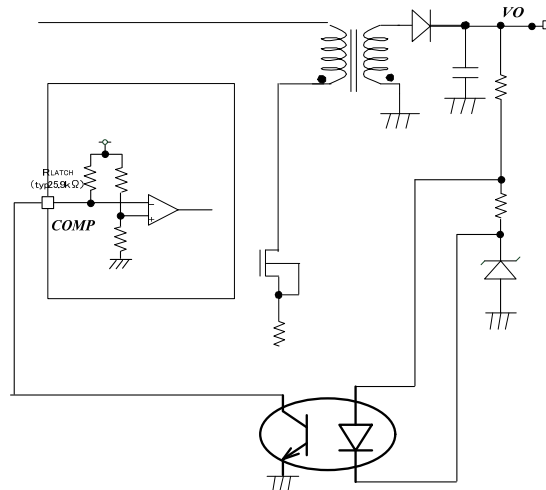 VO
RLATCH
(typ25.9kΩ)
COMP
−
+